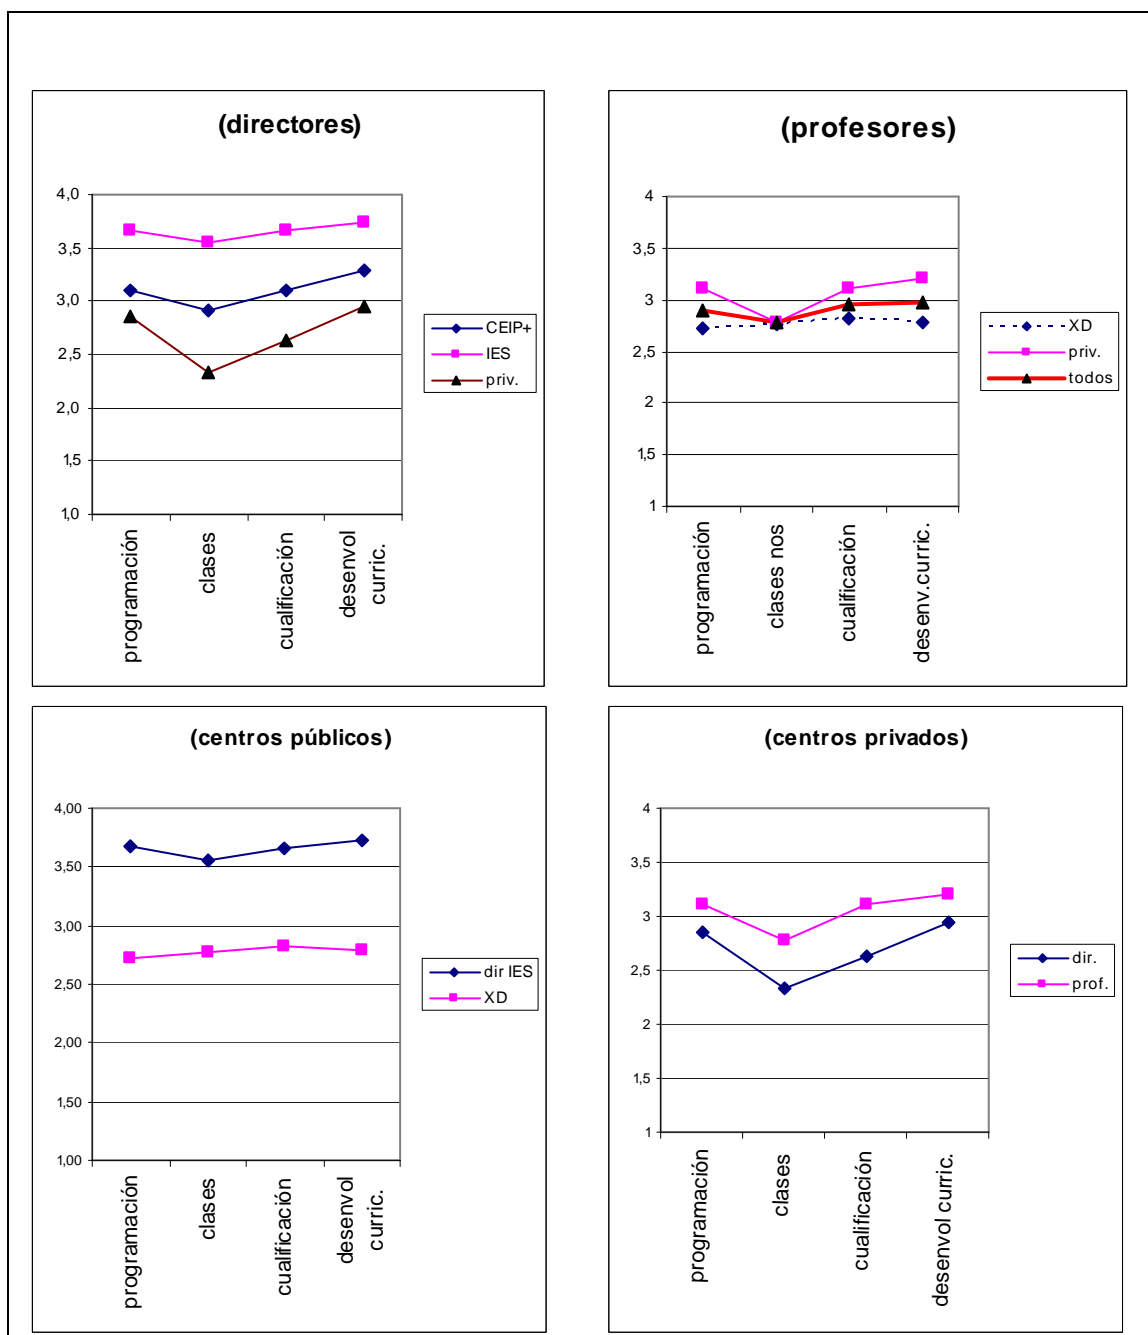 (directores)
4,0
3,5
3,0
2,5
2,0
1,5
1,0
programación
clases
cualificación
desenvol
curric.
CEIP+
IES
priv.
(profesores)
4
3,5
3
2,5
2
1,5
1
programación
clases nos
cualificación
desenv.curric.
XD
priv.
todos
(centros públicos)
4,00
3,50
3,00
2,50
2,00
1,50
1,00
programación
clases
cualificación
desenvol
curric.
dir IES
XD
(centros privados)
4
3,5
3
2,5
2
1,5
1
programación
clases
cualificación
desenvol curric.
dir.
prof.